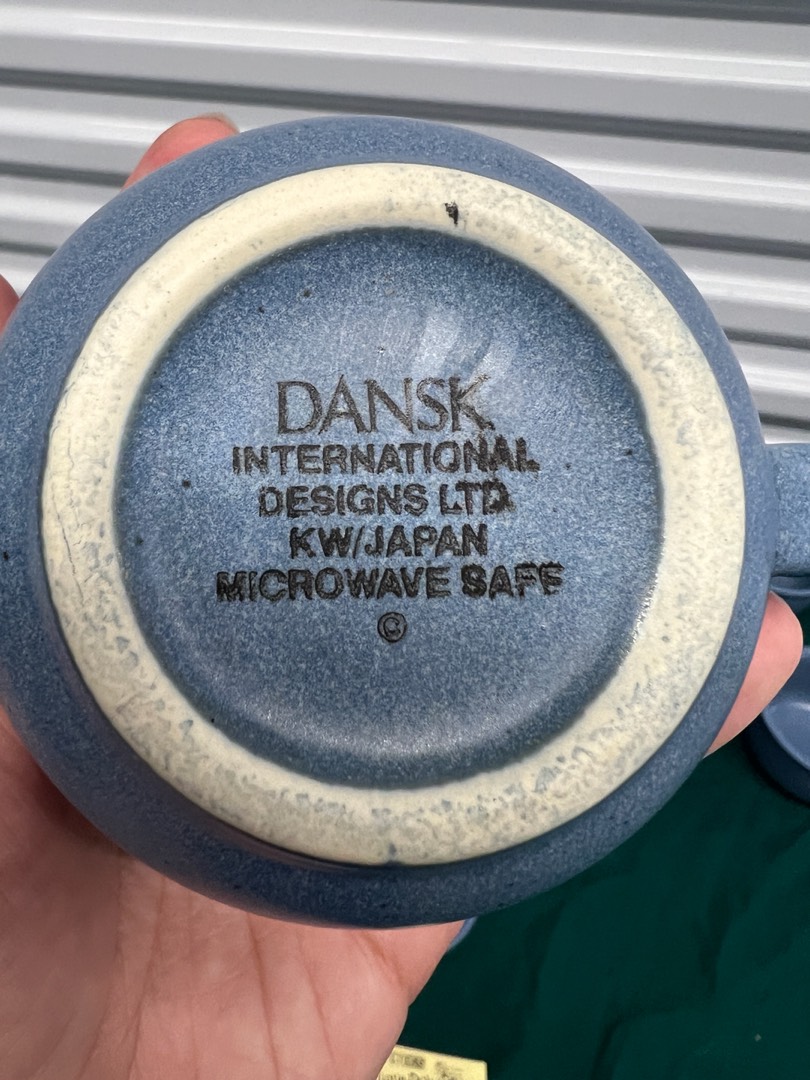 DANSK
INTERNATIONAL
DESIGNS LTD.
KW/JAPAN
MICROWAVE SAFE
©